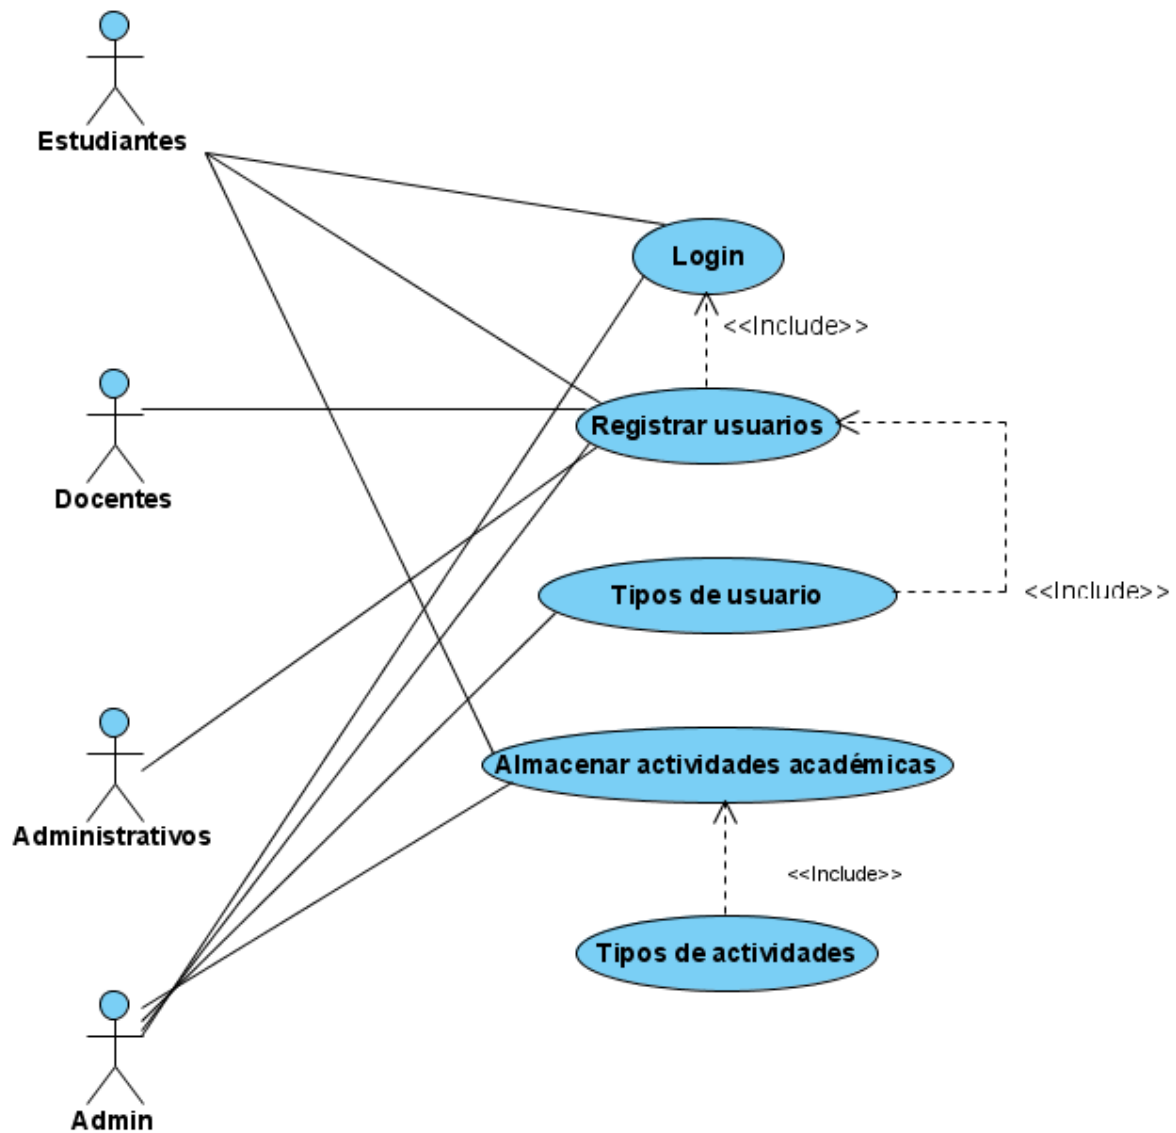 Estudiantes
Login
<<Include>>
Registrar usuarios
Docentes
Tipos de usuario
<<Include>>
Almacenar actividades académicas
Administrativos
<<Include>>
Tipos de actividades
Admin